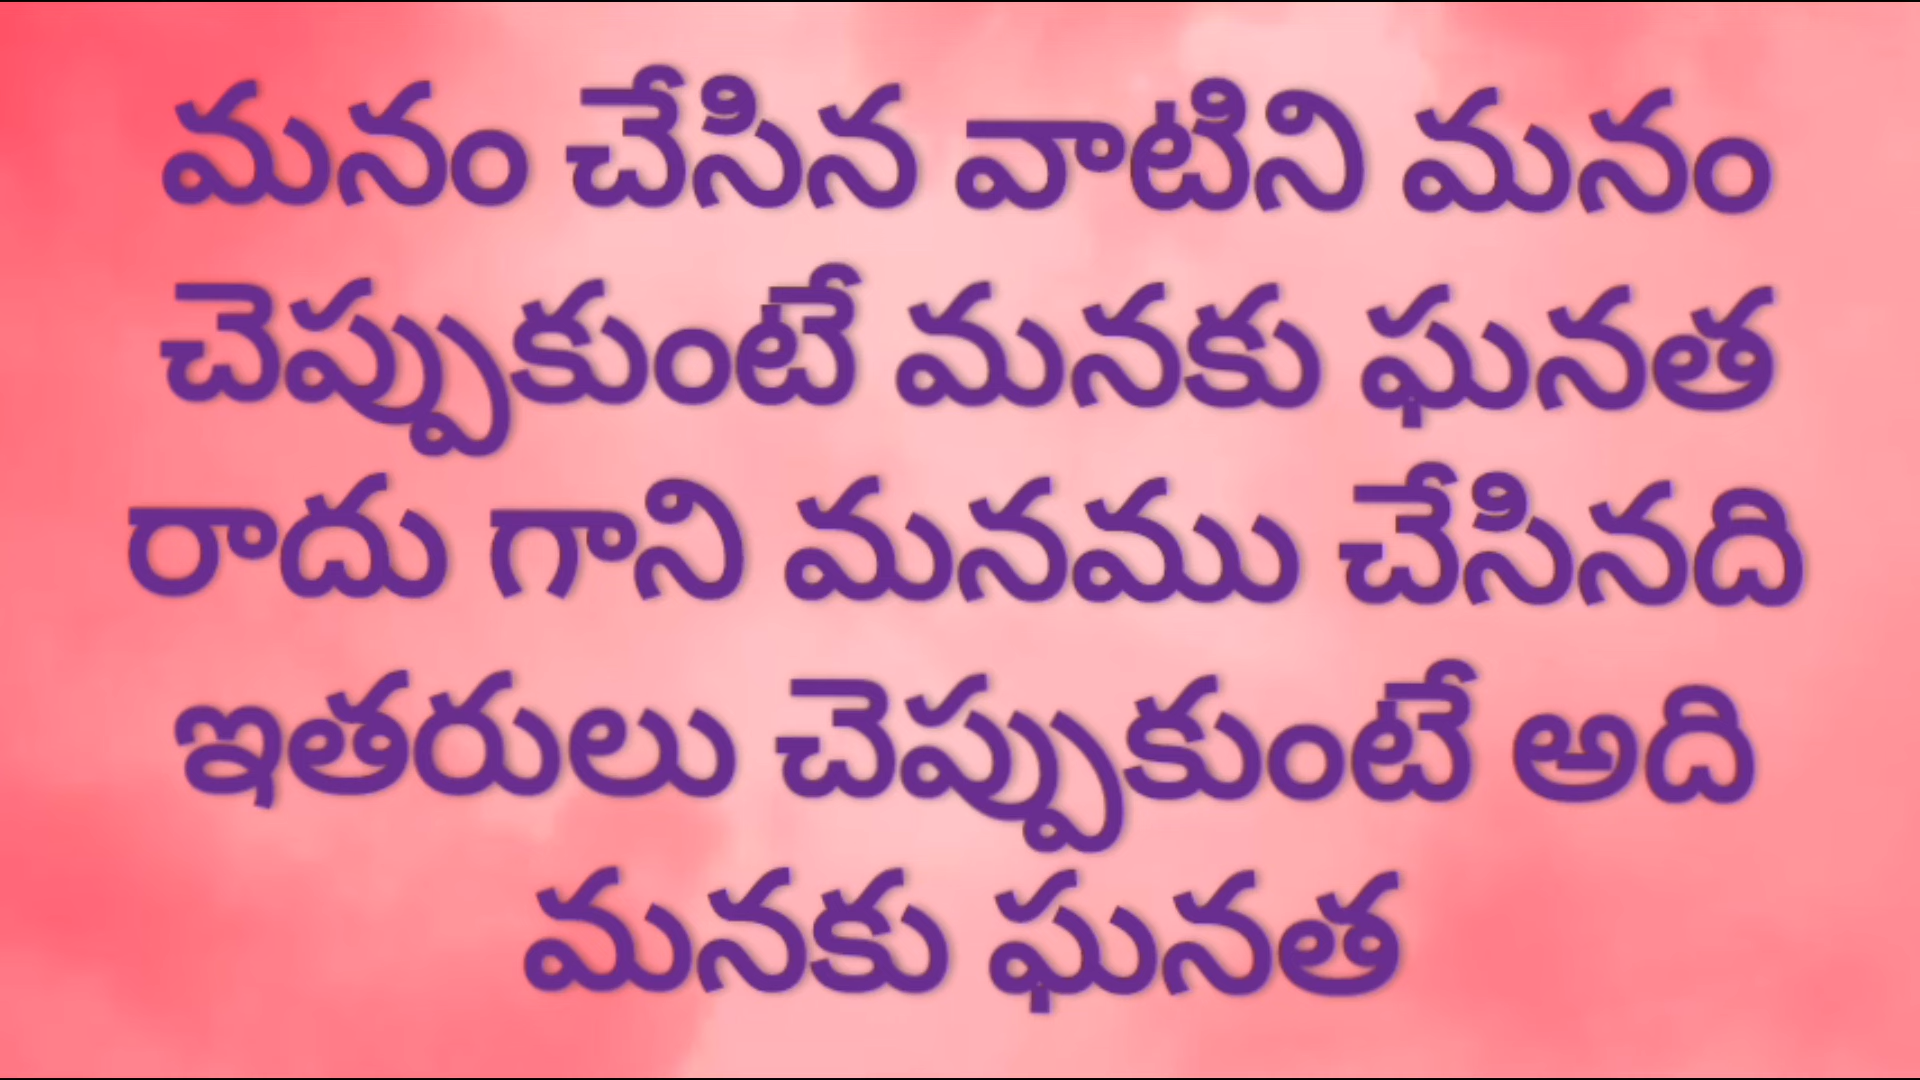 మనం చేసిన వాటిని మనం
చెప్పుకుంటే మనకు ఘనత
రాదు గాని మనము చేసినది
ఇతరులు చెప్పుకుంటే అది
మనకు ఘనత